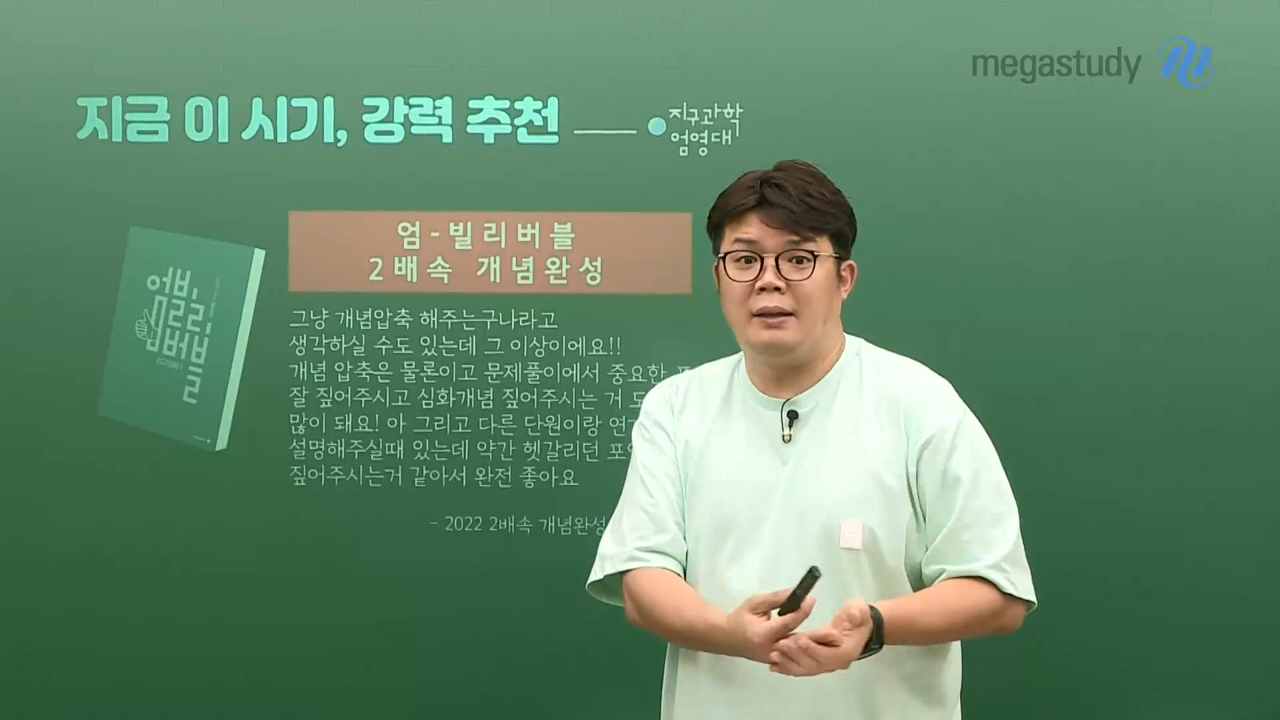 megastudy
지금 이 시기, 강력 추천
지구과학
엄영대
엄-빌리버블
2배속 개념완성
엄빌리
버블
그냥 개념압축 해주는구나라고
생각하실 수도 있는데 그 이상이에요!!
개념 압축은 물론이고 문제풀이에서 중요한
잘 짚어주시고 심화개념 짚어주시는 거
많이 돼요! 아 그리고 다른 단원이랑
설명해주실때 있는데 약간 헷갈리던
짚어주시는거 같아서 완전 좋아요
- 2022 2배속 개념완성